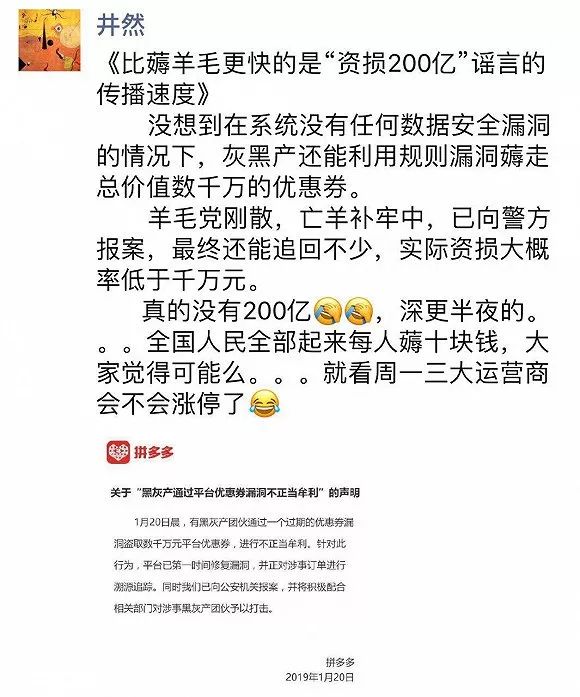 井然
《比薅羊毛更快的是“资损200亿”谣言的
传播速度》
没想到在系统没有任何数据安全漏洞
的情况下，灰黑产还能利用规则漏洞薅走
总价值数千万的优惠券。
羊毛党刚散，亡羊补牢中，已向警方
报案，最终还能追回不少，实际资损大概
率低于千万元。
真的没有200亿🤦🤦，深更半夜的。
。。全国人民全部起来每人薅十块钱，大
家觉得可能么。。。就看周一三大运营商
会不会涨停了😂
拼多多
关于“黑灰产通过平台优惠券漏洞不正当牟利”的声明
1月20日晨，有黑灰产团伙通过一个过期的优惠券漏
洞盗取数千万元平台优惠券，进行不正当牟利。针对此
行为，平台已第一时间修复漏洞，并正对涉事订单进行
溯源追踪。同时我们已向公安机关报案，并将积极配合
相关部门对涉事黑灰产团伙予以打击。
拼多多
2019年1月20日